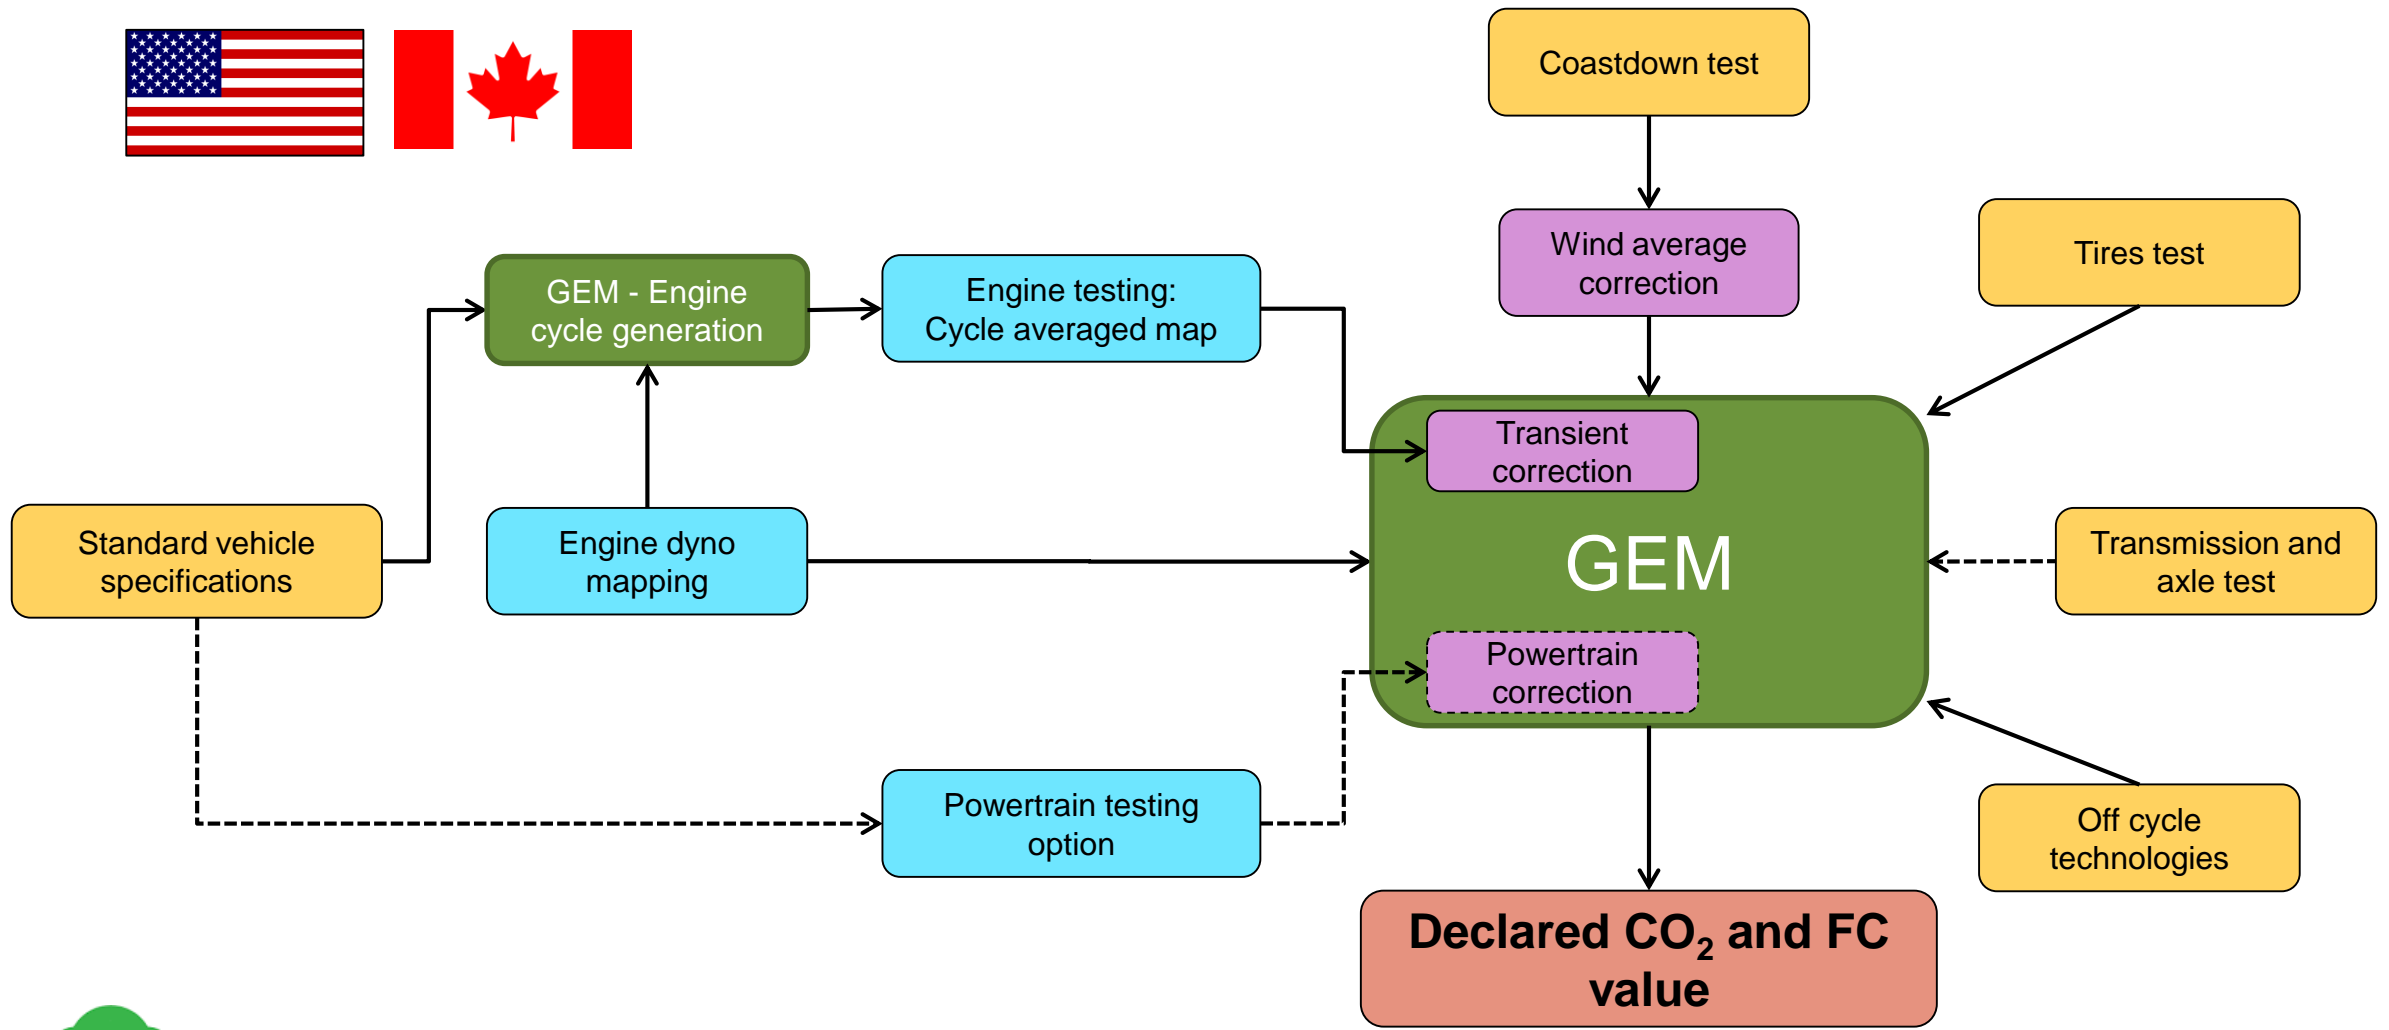 Coastdown test
Wind average
correction
Tires test
GEM - Engine
cycle generation
Engine testing:
Cycle averaged map
Transient
correction
Standard vehicle
specifications
Engine dyno
mapping
GEM
Transmission and
axle test
Powertrain
correction
Powertrain testing
option
Off cycle
technologies
Declared CO₂ and FC
value